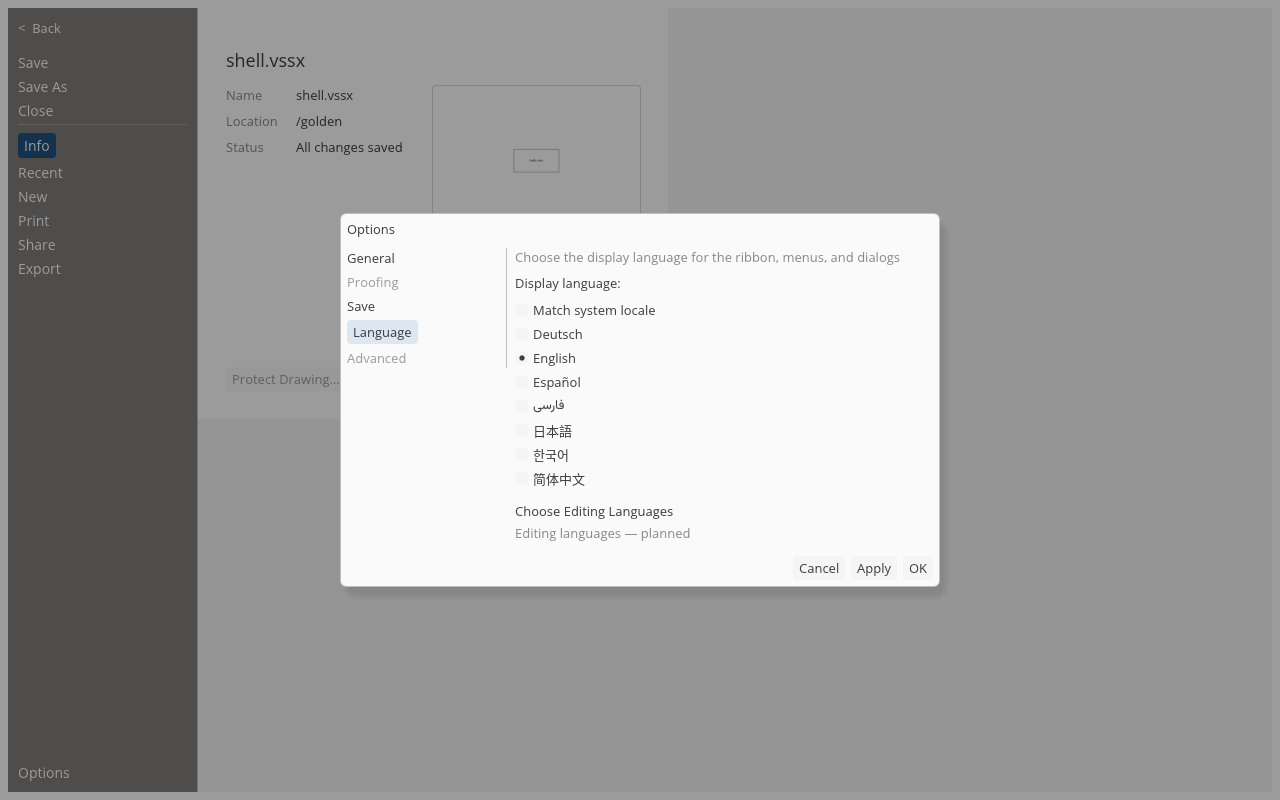 < Back
Save
Save As
Close
Info
Recent
New
Print
Share
Export
Options
shell.vssx
Name shell.vssx
Location /golden
Status All changes saved
Protect Drawing...
Options
General
Proofing
Save
Language
Advanced
Choose the display language for the ribbon, menus, and dialogs
Display language:
Match system locale
Deutsch
English
Español
فارسی
日本語
한국어
简体中文
Choose Editing Languages
Editing languages — planned
Cancel Apply OK